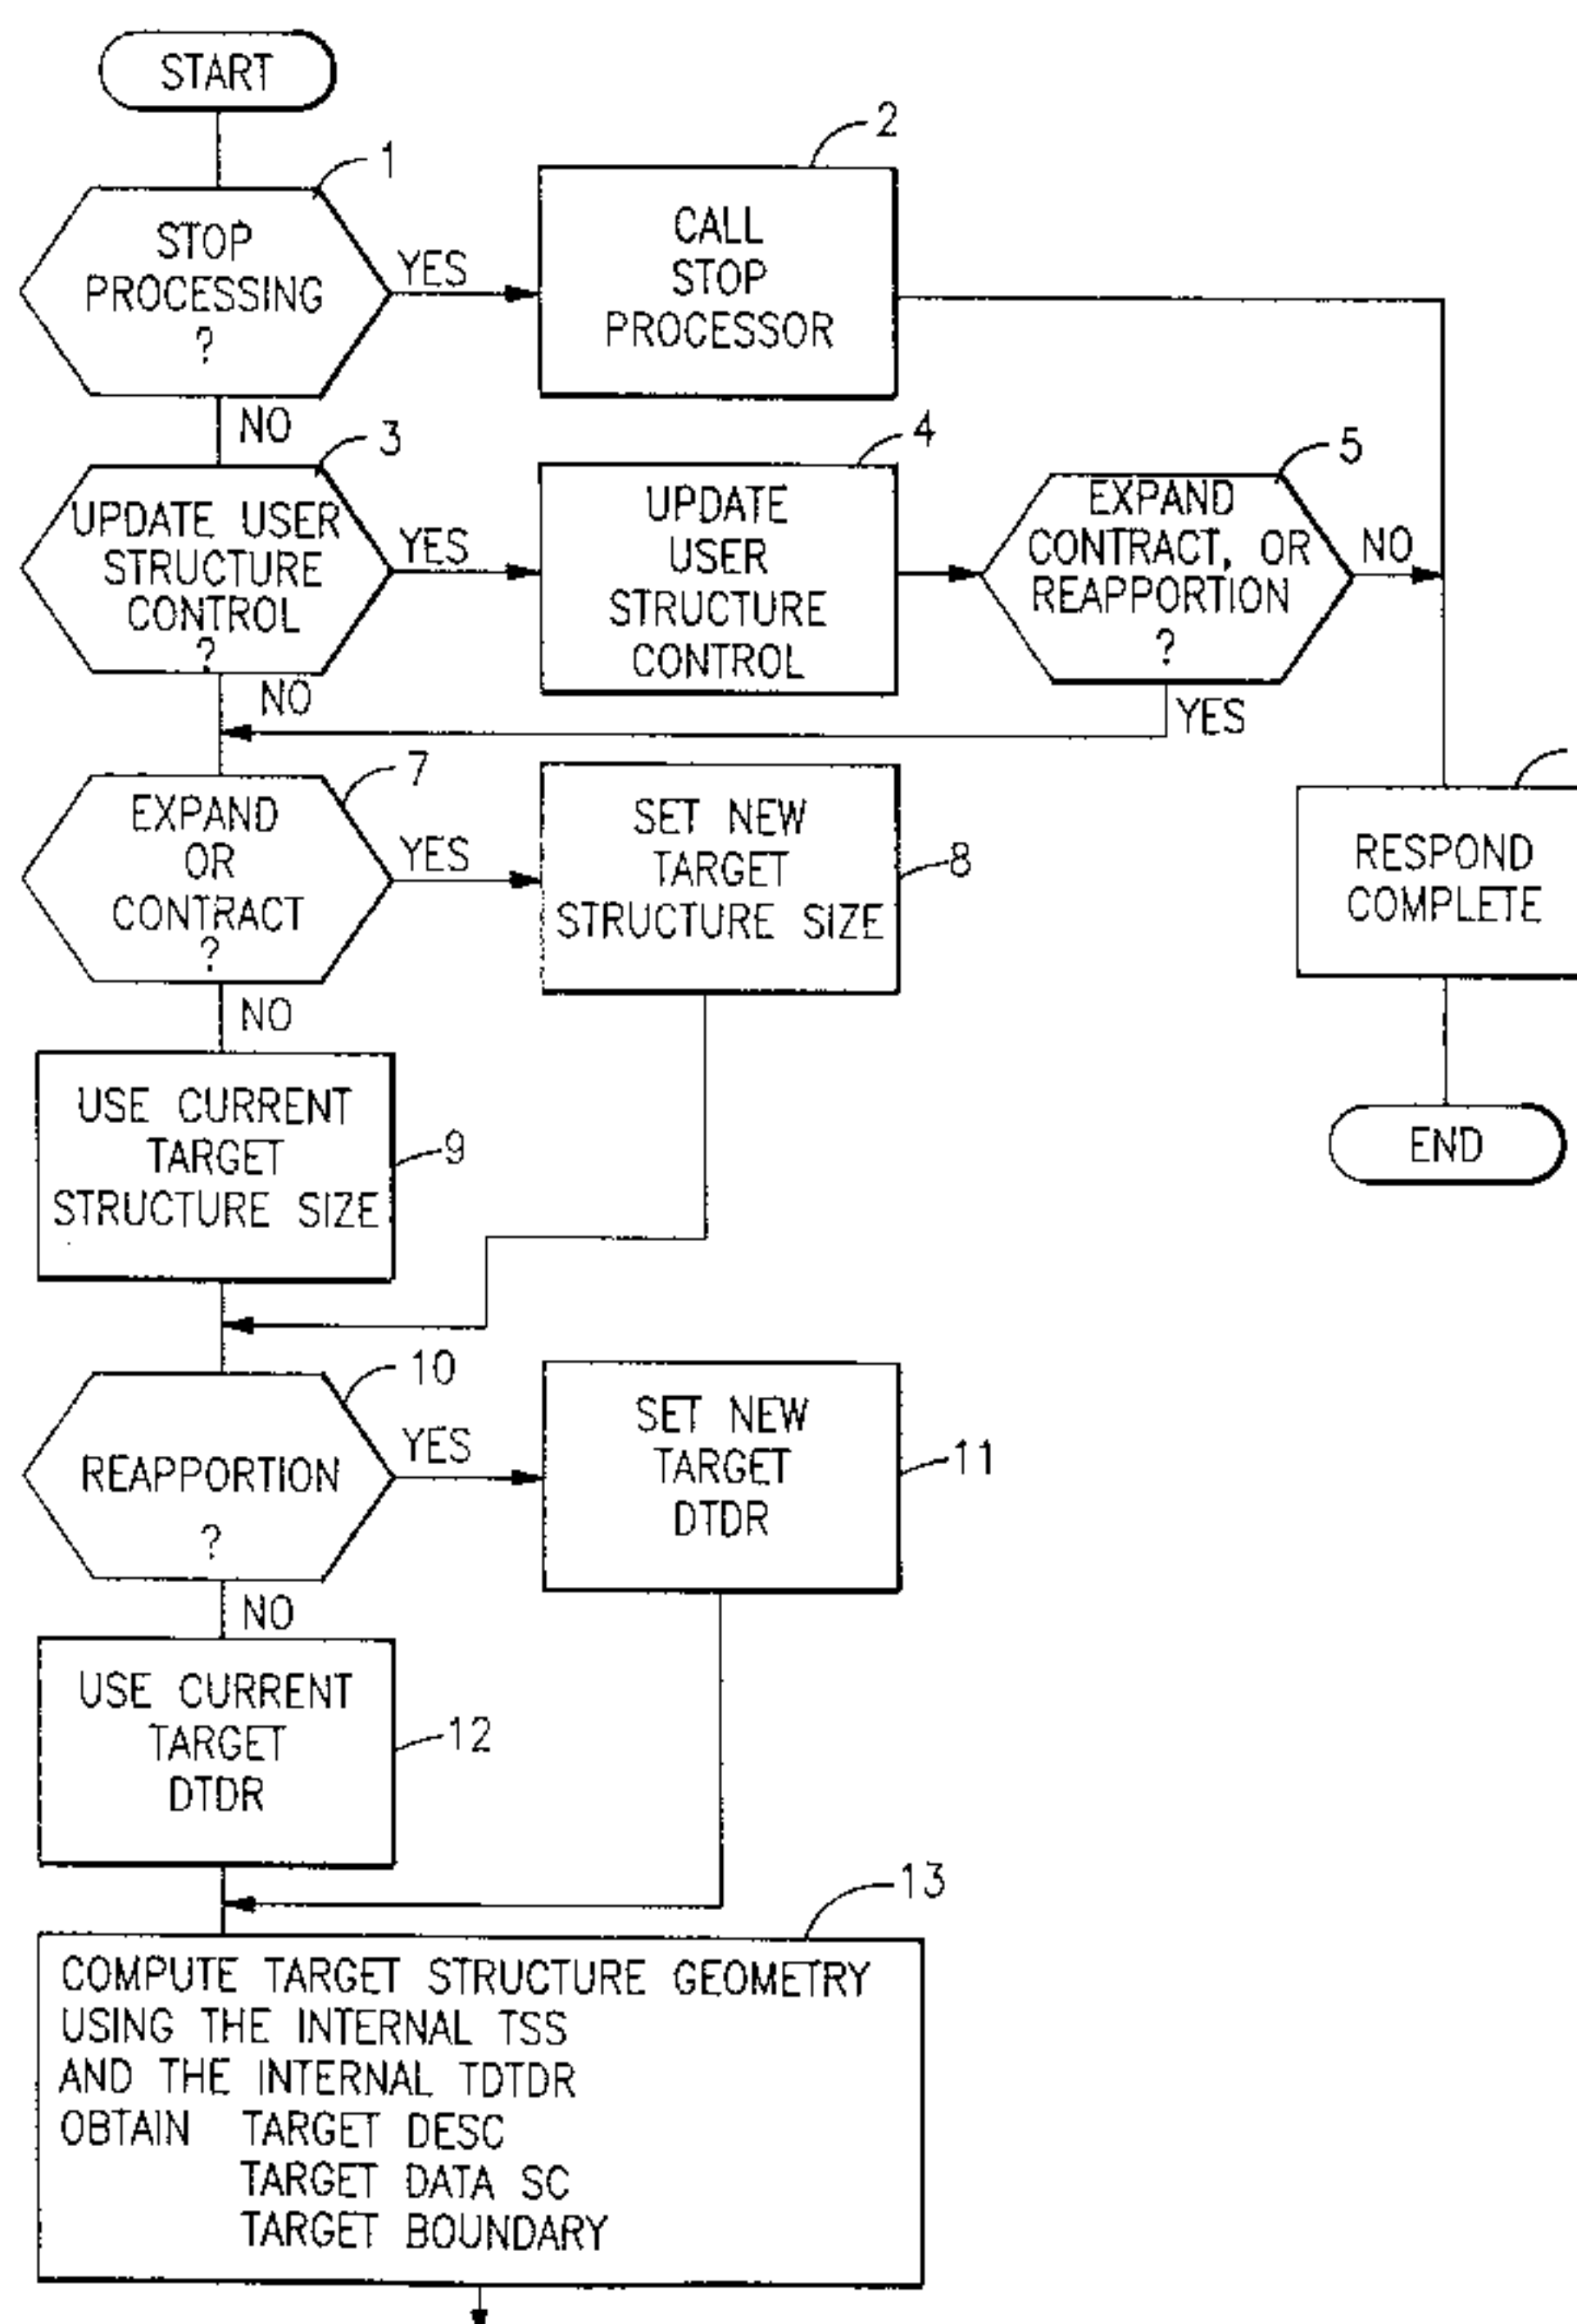 START
1
STOP
PROCESSING
?
YES
2
CALL
STOP
PROCESSOR
NO
3
UPDATE USER
STRUCTURE
CONTROL
?
YES
4
UPDATE
USER
STRUCTURE
CONTROL
5
EXPAND
CONTRACT, OR
REAPPORTION
?
NO
YES
NO
7
EXPAND
OR
CONTRACT
?
YES
SET NEW
TARGET
STRUCTURE SIZE
8
RESPOND
COMPLETE
END
NO
USE CURRENT
TARGET
STRUCTURE SIZE
9
10
REAPPORTION
?
YES
SET NEW
TARGET
DTDR
11
NO
USE CURRENT
TARGET
DTDR
12
13
COMPUTE TARGET STRUCTURE GEOMETRY
USING THE INTERNAL TSS
AND THE INTERNAL TDTDR
OBTAIN TARGET DESC
TARGET DATA SC
TARGET BOUNDARY